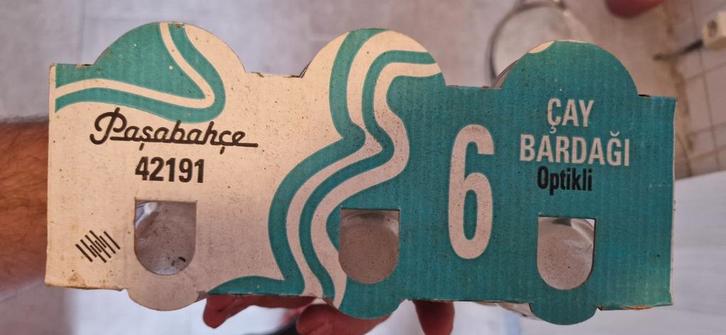 Paşabahçe
42191
6
ÇAY
BARDAĞI
Optikli